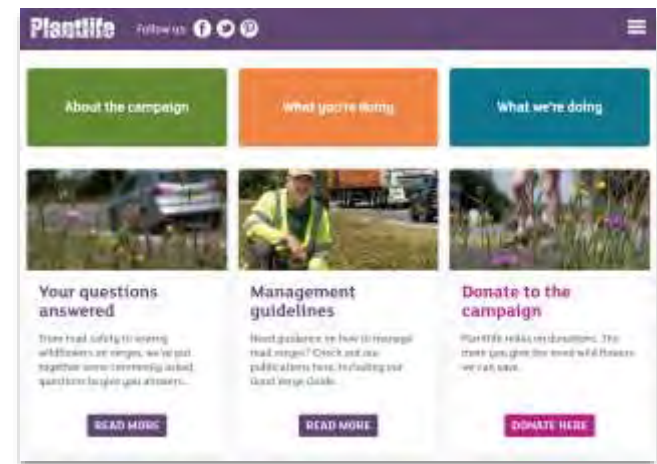 Plantlife Follow us
About the campaign
What you're doing
What we're doing
Your questions
answered
From road safety to sowing
wildflowers on verges, we've put
together some commonly asked
questions to give you answers.
READ MORE
Management
guidelines
Need guidance on how to manage
road verges? Check out our
publications here, including our
Good Verge Guide.
READ MORE
Donate to the
campaign
Plantlife relies on donations. The
more you give the more wild flowers
we can save.
DONATE HERE